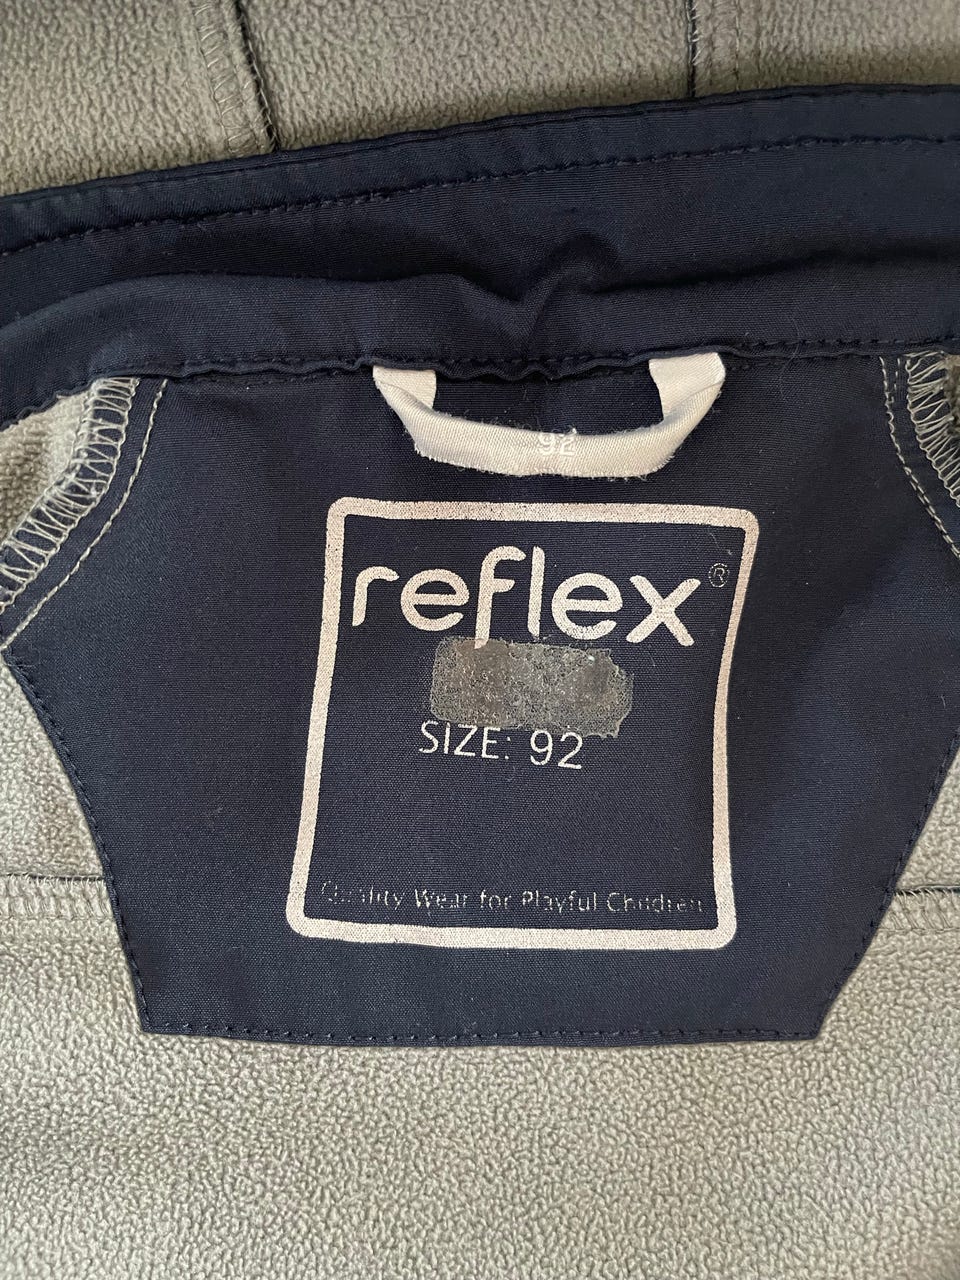 92
reflex®
SIZE: 92
Quality Wear for Playful Children